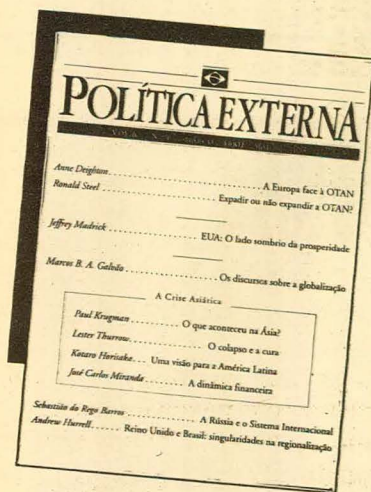 POLÍTICA EXTERNA
Anne Deighton .......................... A Europa face à OTAN
Ronald Steel .......................... Expadir ou não expandir a OTAN?
Jeffrey Madrick .......... EUA: O lado sombrio da prosperidade
Marcos B. A. Galvão .......................... Os discursos sobre a globalização
A Crise Asiática
Paul Krugman .......... O que aconteceu na Ásia?
Lester Thurow .......... O colapso e a cura
Kotaro Horisaka .... Uma visão para a América Latina
José Carlos Miranda .......... A dinâmica financeira
Sebastião do Rego Barros .......... A Rússia e o Sistema Internacional
Andrew Hurrell ...... Reino Unido e Brasil: singularidades na regionalização